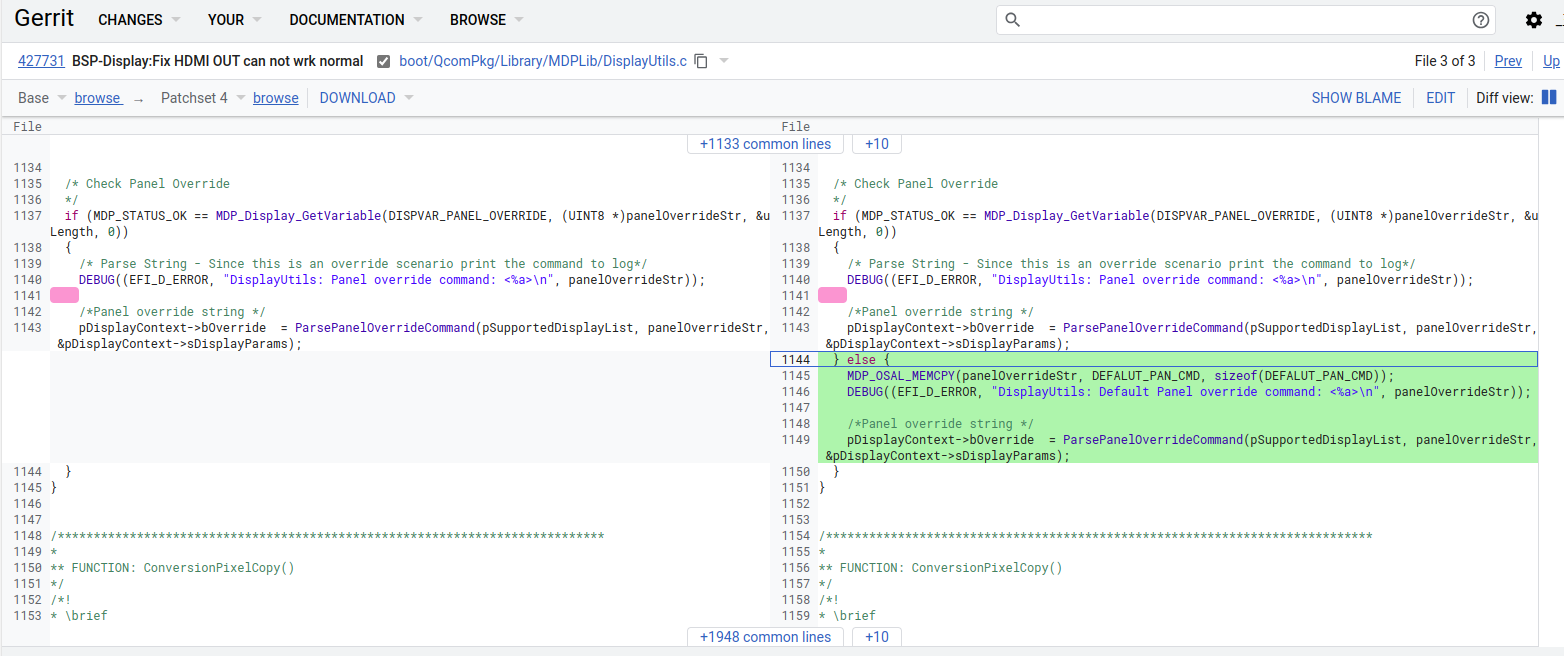 Gerrit CHANGES YOUR DOCUMENTATION BROWSE
427731 BSP-Display:Fix HDMI OUT can not wrk normal boot/QcomPkg/Library/MDPLib/DisplayUtils.c File 3 of 3 Prev Up
Base browse → Patchset 4 browse DOWNLOAD SHOW BLAME EDIT Diff view:
File File
+1133 common lines +10
1134 1134
1135 /* Check Panel Override 1135 /* Check Panel Override
1136 */ 1136 */
1137 if (MDP_STATUS_OK == MDP_Display_GetVariable(DISPVAR_PANEL_OVERRIDE, (UINT8 *)panelOverrideStr, &u 1137 if (MDP_STATUS_OK == MDP_Display_GetVariable(DISPVAR_PANEL_OVERRIDE, (UINT8 *)panelOverrideStr, &u
Length, 0)) Length, 0))
1138 { 1138 {
1139 /* Parse String - Since this is an override scenario print the command to log*/ 1139 /* Parse String - Since this is an override scenario print the command to log*/
1140 DEBUG((EFI_D_ERROR, "DisplayUtils: Panel override command: <%a>\n", panelOverrideStr)); 1140 DEBUG((EFI_D_ERROR, "DisplayUtils: Panel override command: <%a>\n", panelOverrideStr));
1141 1141
1142 /*Panel override string */ 1142 /*Panel override string */
1143 pDisplayContext->bOverride = ParsePanelOverrideCommand(pSupportedDisplayList, panelOverrideStr, 1143 pDisplayContext->bOverride = ParsePanelOverrideCommand(pSupportedDisplayList, panelOverrideStr,
&pDisplayContext->sDisplayParams); &pDisplayContext->sDisplayParams);
1144 } else {
1145 MDP_OSAL_MEMCPY(panelOverrideStr, DEFALUT_PAN_CMD, sizeof(DEFALUT_PAN_CMD));
1146 DEBUG((EFI_D_ERROR, "DisplayUtils: Default Panel override command: <%a>\n", panelOverrideStr));
1147
1148 /*Panel override string */
1149 pDisplayContext->bOverride = ParsePanelOverrideCommand(pSupportedDisplayList, panelOverrideStr,
&pDisplayContext->sDisplayParams);
1144 } 1150 }
1145 } 1151 }
1146 1152
1147 1153
1148 /**************************************************************************** 1154 /****************************************************************************
1149 * 1155 *
1150 ** FUNCTION: ConversionPixelCopy() 1156 ** FUNCTION: ConversionPixelCopy()
1151 */ 1157 */
1152 /*! 1158 /*!
1153 * \brief 1159 * \brief
+1948 common lines +10